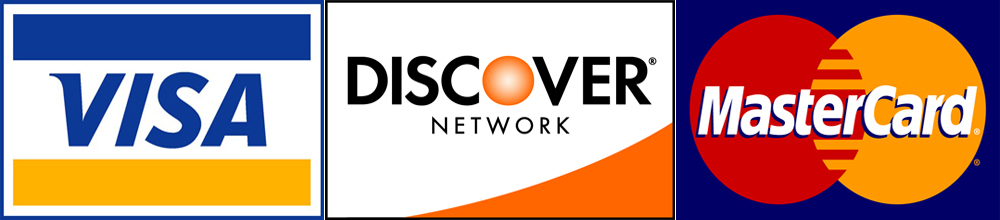 VISA
DISCOVER®
NETWORK
MasterCard®
®